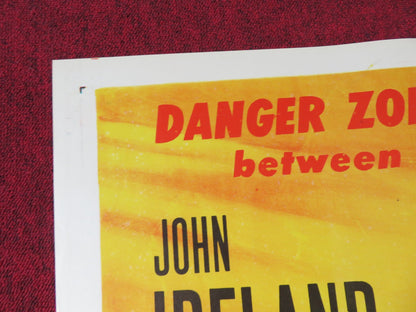 DANGER ZO
between
JOHN
IRELAND